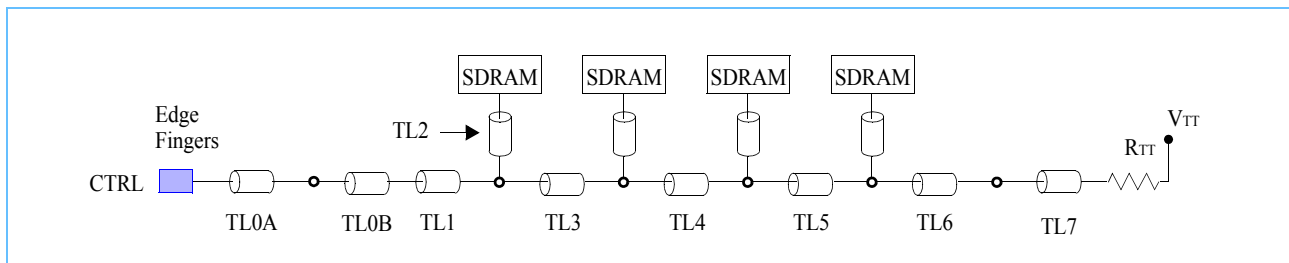 SDRAM SDRAM SDRAM SDRAM
Edge
Fingers
TL2
VTT
RTT
CTRL
TL0A TL0B TL1 TL3 TL4 TL5 TL6 TL7